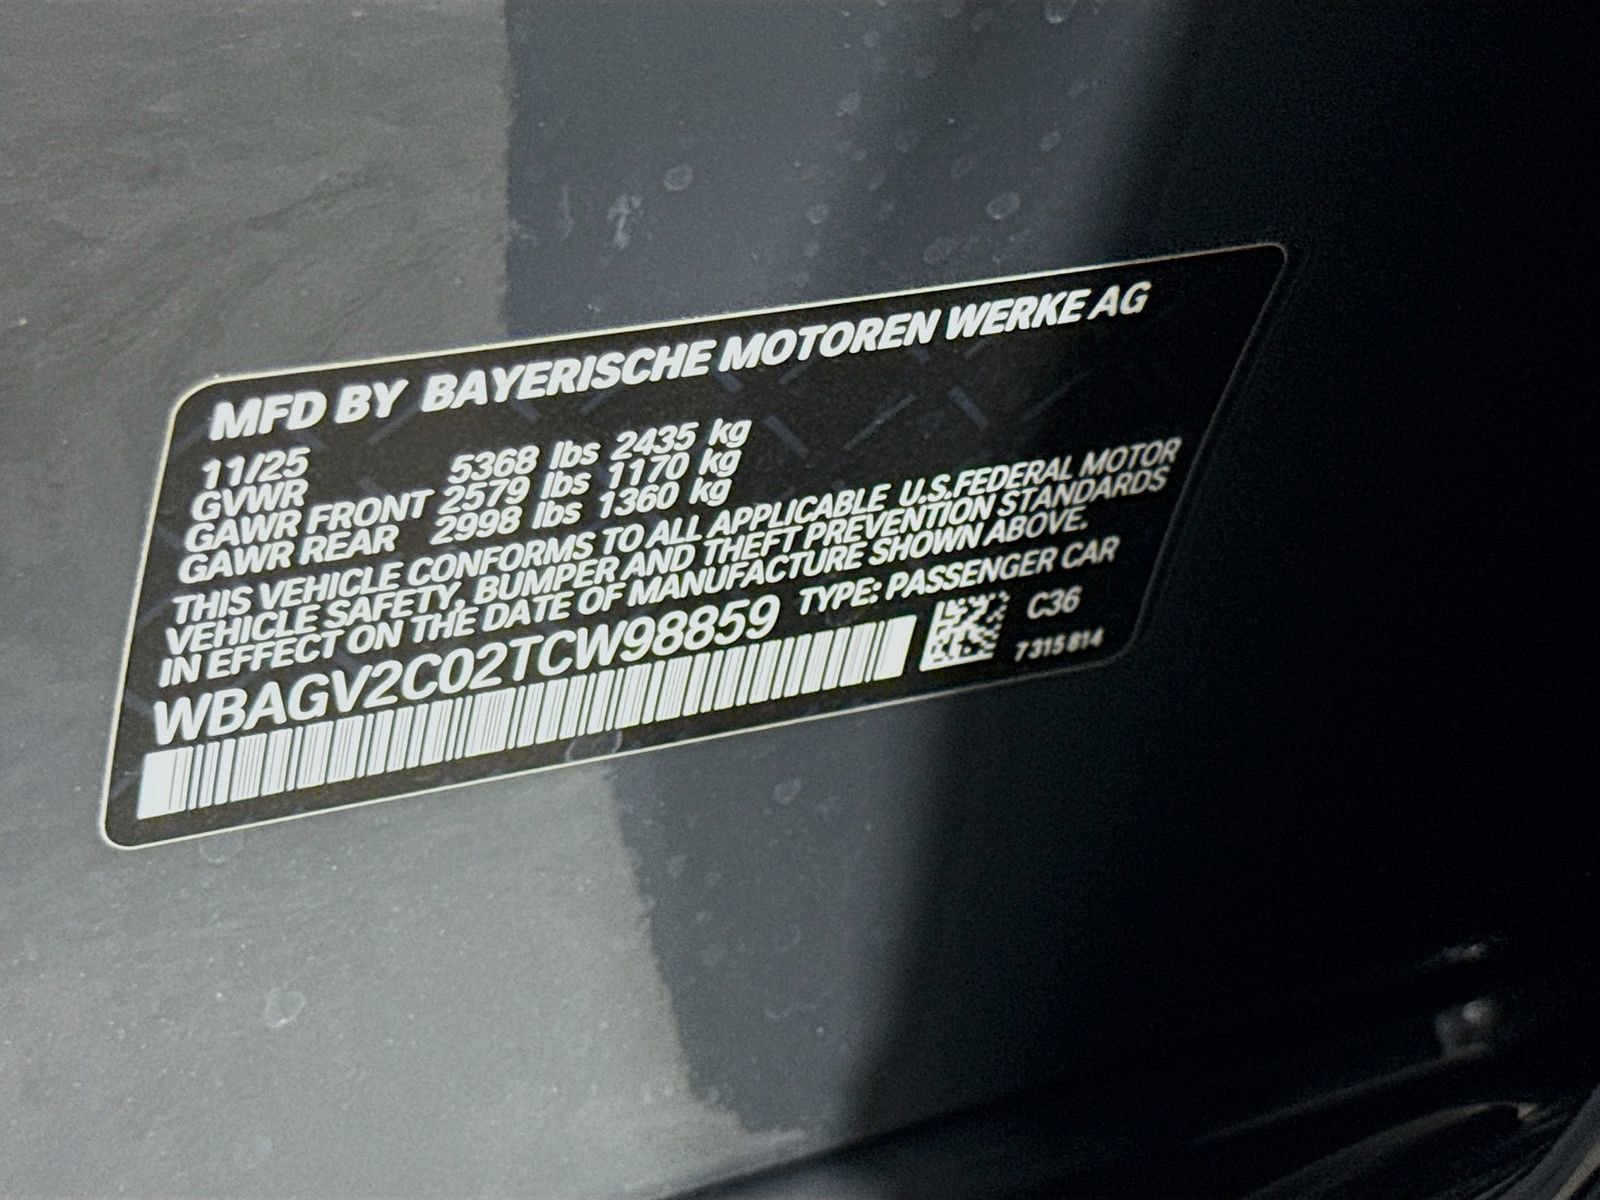 MFD BY BAYERISCHE MOTOREN WERKE AG
11/25
GVWR 5368 lbs 2435 kg
GAWR FRONT 2579 lbs 1170 kg
GAWR REAR 2998 lbs 1360 kg
THIS VEHICLE CONFORMS TO ALL APPLICABLE U.S.FEDERAL MOTOR
VEHICLE SAFETY, BUMPER AND THEFT PREVENTION STANDARDS
IN EFFECT ON THE DATE OF MANUFACTURE SHOWN ABOVE.
WBAGV2C02TCW98859 TYPE: PASSENGER CAR
C36
7 315 814